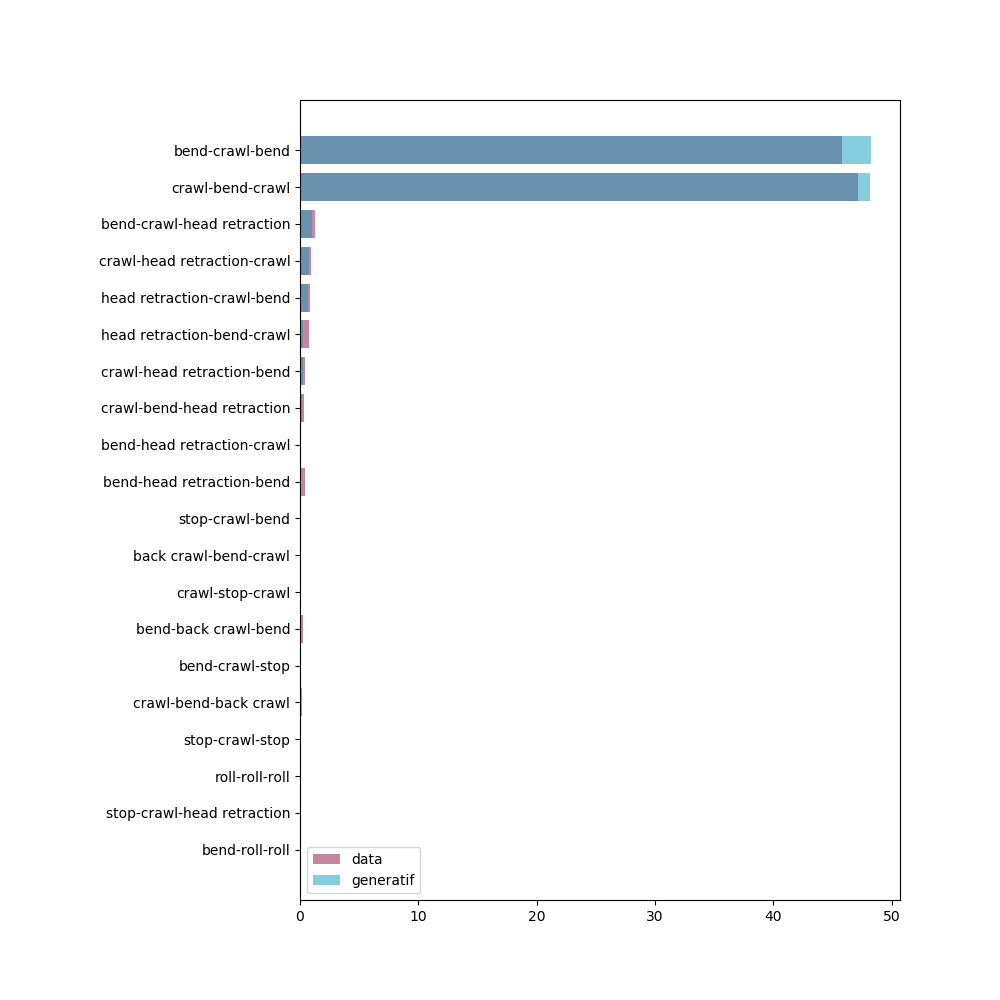 bend-crawl-bend
crawl-bend-crawl
bend-crawl-head retraction
crawl-head retraction-crawl
head retraction-crawl-bend
head retraction-bend-crawl
crawl-head retraction-bend
crawl-bend-head retraction
bend-head retraction-crawl
bend-head retraction-bend
stop-crawl-bend
back crawl-bend-crawl
crawl-stop-crawl
bend-back crawl-bend
bend-crawl-stop
crawl-bend-back crawl
stop-crawl-stop
roll-roll-roll
stop-crawl-head retraction
bend-roll-roll
data
generatif
0 10 20 30 40 50